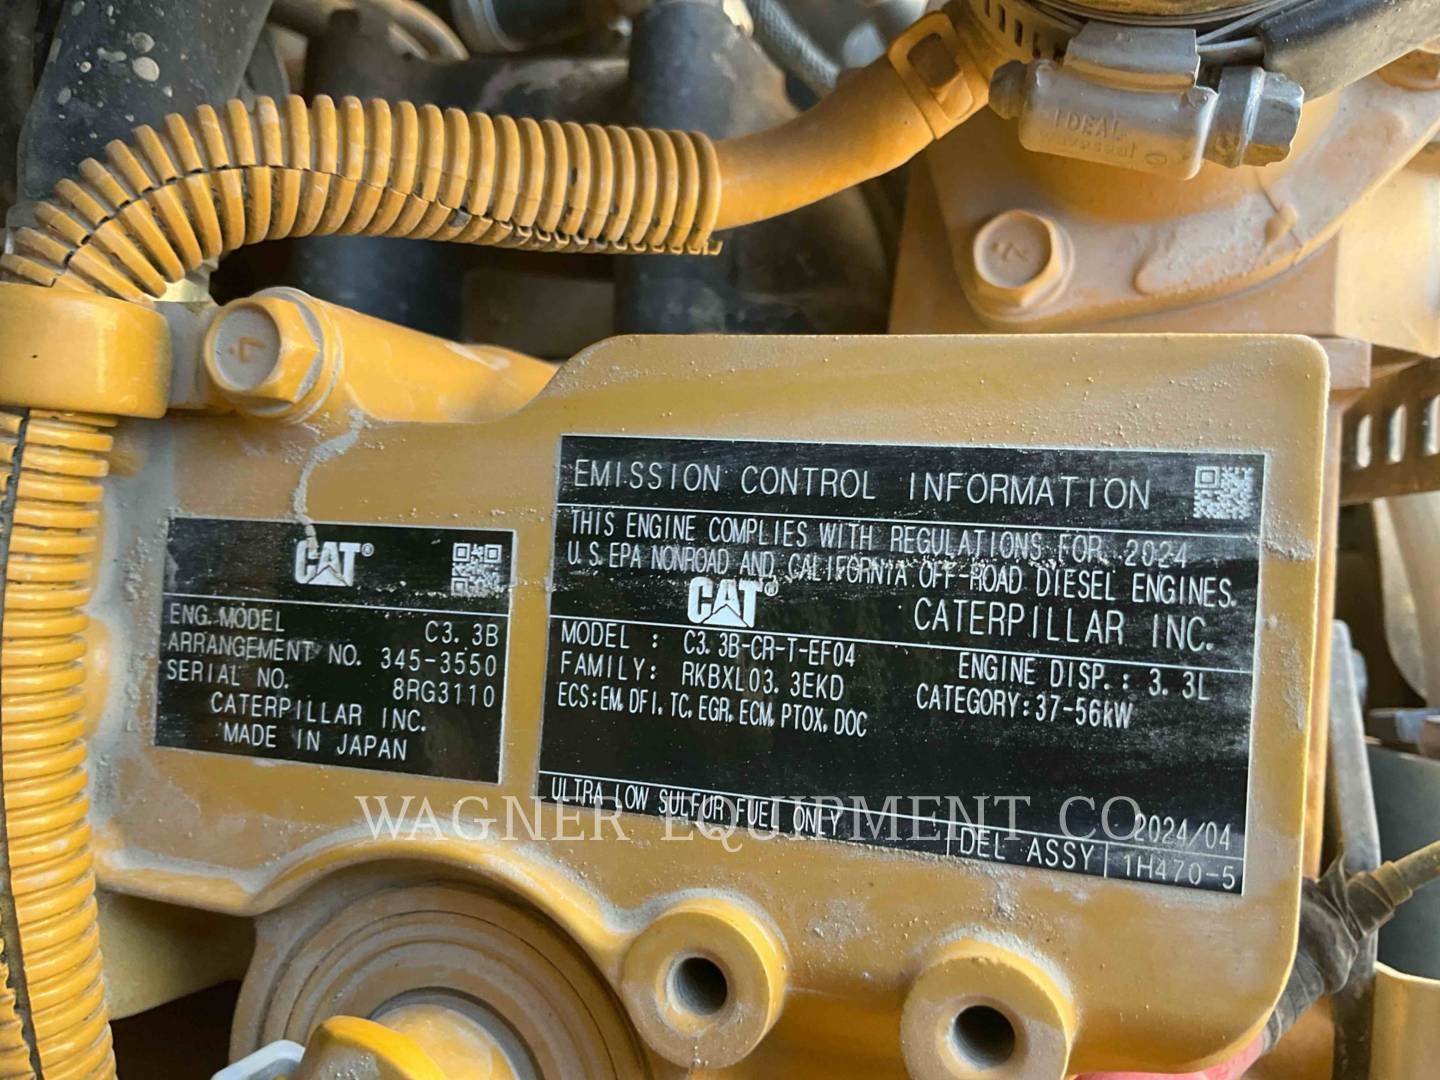 IDEAL
CAT®
ENG. MODEL C3.3B
ARRANGEMENT NO. 345-3550
SERIAL NO. 8RG3110
CATERPILLAR INC.
MADE IN JAPAN
EMISSION CONTROL INFORMATION
THIS ENGINE COMPLIES WITH REGULATIONS FOR 2024
U.S. EPA NONROAD AND CALIFORNIA OFF-ROAD DIESEL ENGINES.
CAT® CATERPILLAR INC.
MODEL : C3.3B-CR-T-EF04 ENGINE DISP. : 3.3L
FAMILY: RKBXL03.3EKD CATEGORY:37-56kW
ECS:EM, DFI, TC, EGR, ECM, PTOX, DOC
ULTRA LOW SULFUR FUEL ONLY 2024/04
DEL ASSY 1H470-5
WAGNER EQUIPMENT CO